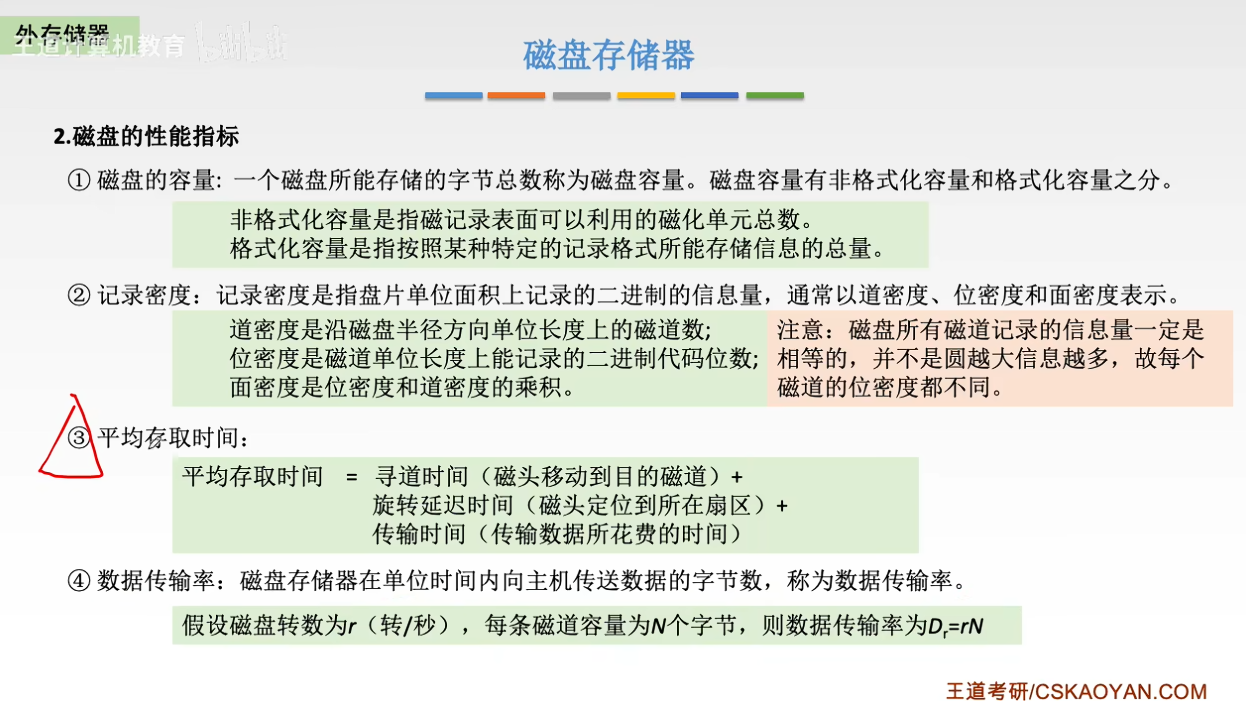 外存储器
王道计算机教育 bilibili
磁盘存储器
2.磁盘的性能指标
① 磁盘的容量: 一个磁盘所能存储的字节总数称为磁盘容量。磁盘容量有非格式化容量和格式化容量之分。
非格式化容量是指磁记录表面可以利用的磁化单元总数。
格式化容量是指按照某种特定的记录格式所能存储信息的总量。
② 记录密度：记录密度是指盘片单位面积上记录的二进制的信息量，通常以道密度、位密度和面密度表示。
道密度是沿磁盘半径方向单位长度上的磁道数;
位密度是磁道单位长度上能记录的二进制代码位数;
面密度是位密度和道密度的乘积。
注意：磁盘所有磁道记录的信息量一定是
相等的，并不是圆越大信息越多，故每个
磁道的位密度都不同。
③ 平均存取时间：
平均存取时间 = 寻道时间（磁头移动到目的磁道）+
旋转延迟时间（磁头定位到所在扇区）+
传输时间（传输数据所花费的时间）
④ 数据传输率：磁盘存储器在单位时间内向主机传送数据的字节数，称为数据传输率。
假设磁盘转数为r（转/秒），每条磁道容量为N个字节，则数据传输率为Dr=rN
王道考研/CSKAOYAN.COM